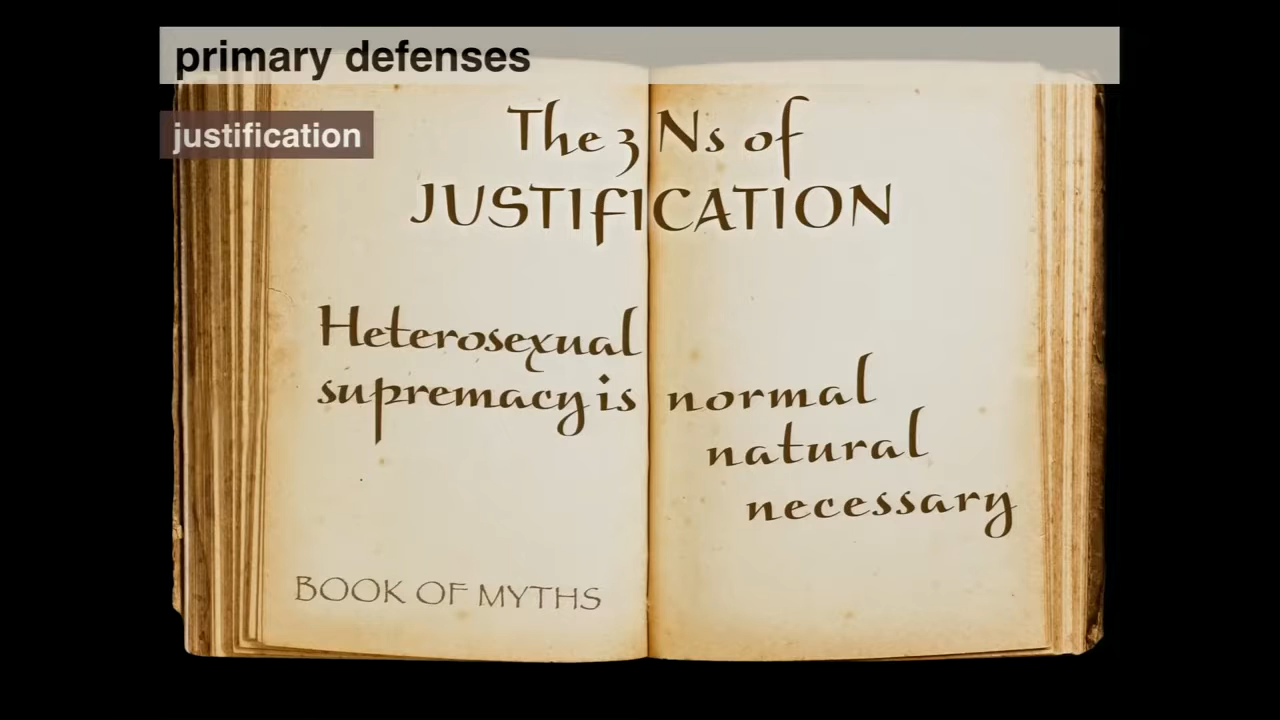 primary defenses
justification
The 3 Ns of
JUSTIFICATION
Heterosexual
supremacy is normal
natural
necessary
BOOK OF MYTHS